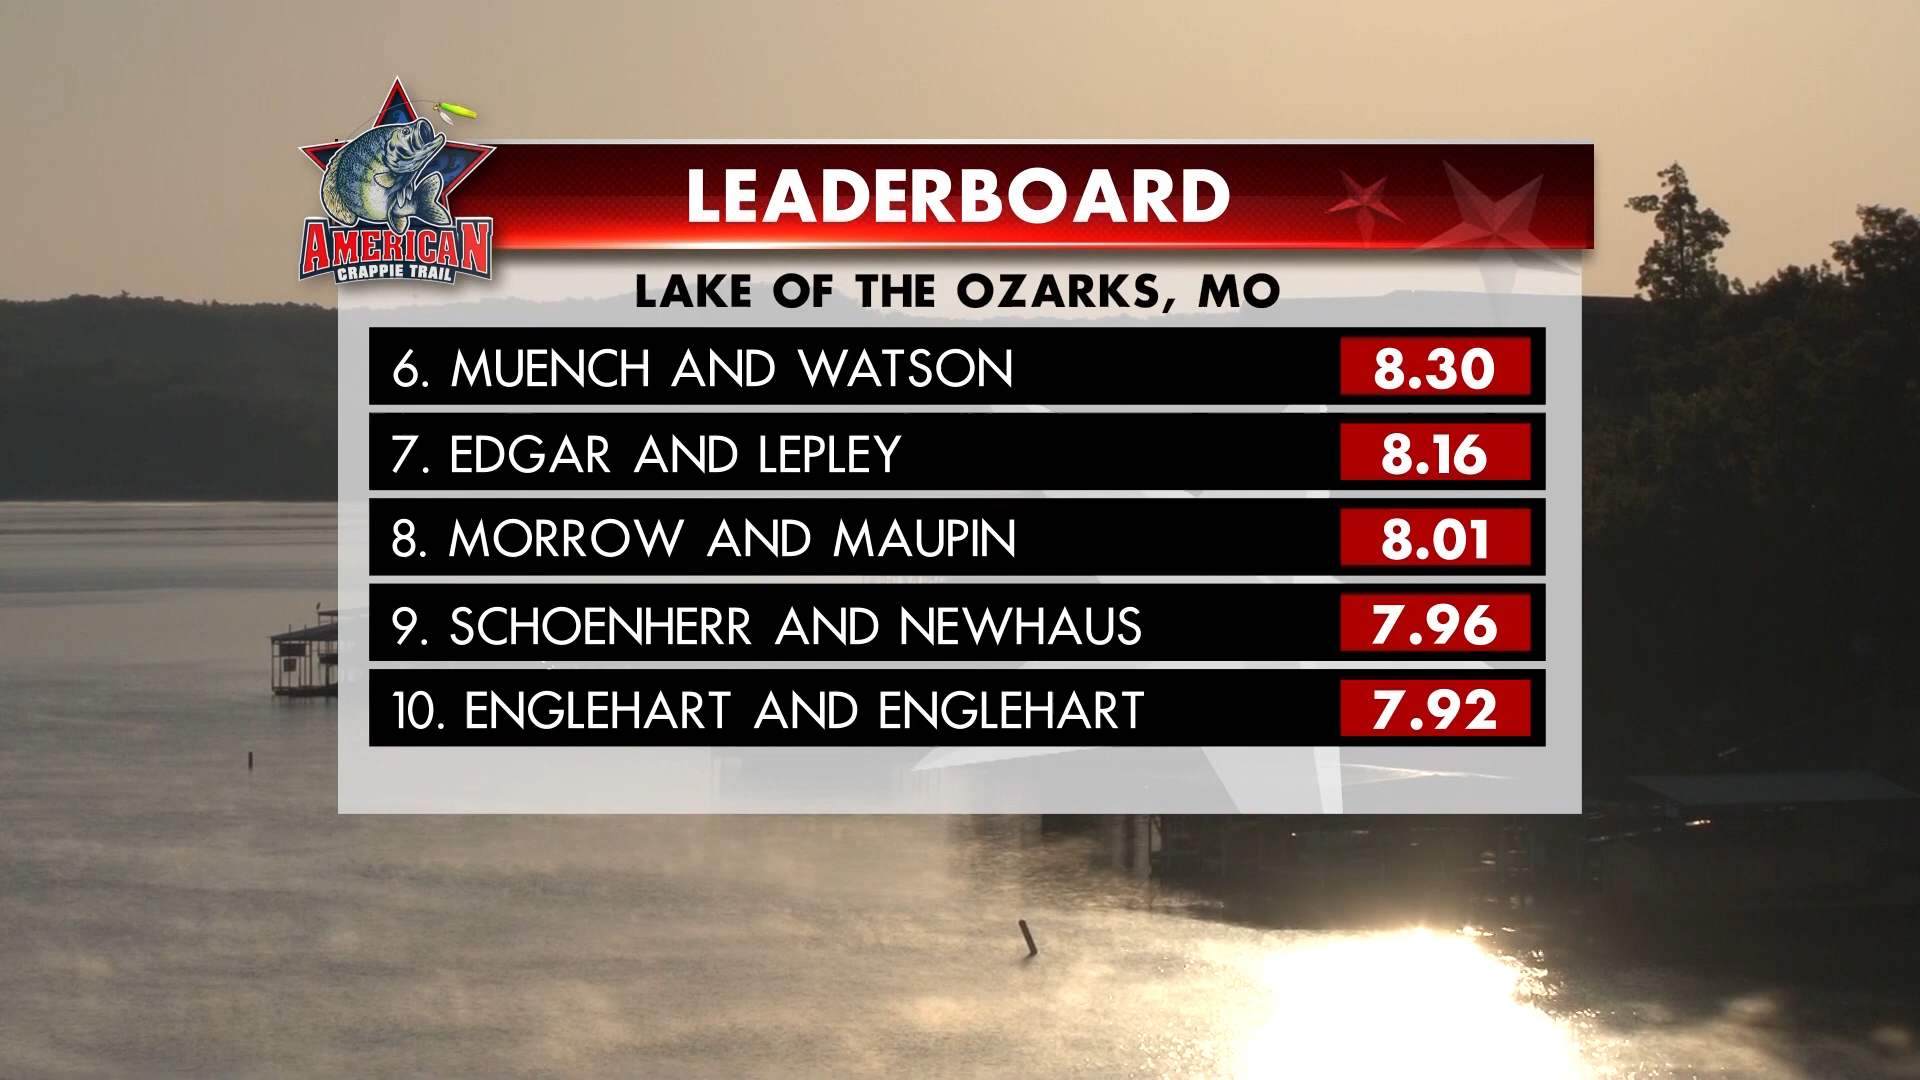 AMERICAN
CRAPPIE TRAIL
LEADERBOARD
LAKE OF THE OZARKS, MO
6. MUENCH AND WATSON 8.30
7. EDGAR AND LEPLEY 8.16
8. MORROW AND MAUPIN 8.01
9. SCHOENHERR AND NEWHAUS 7.96
10. ENGLEHART AND ENGLEHART 7.92